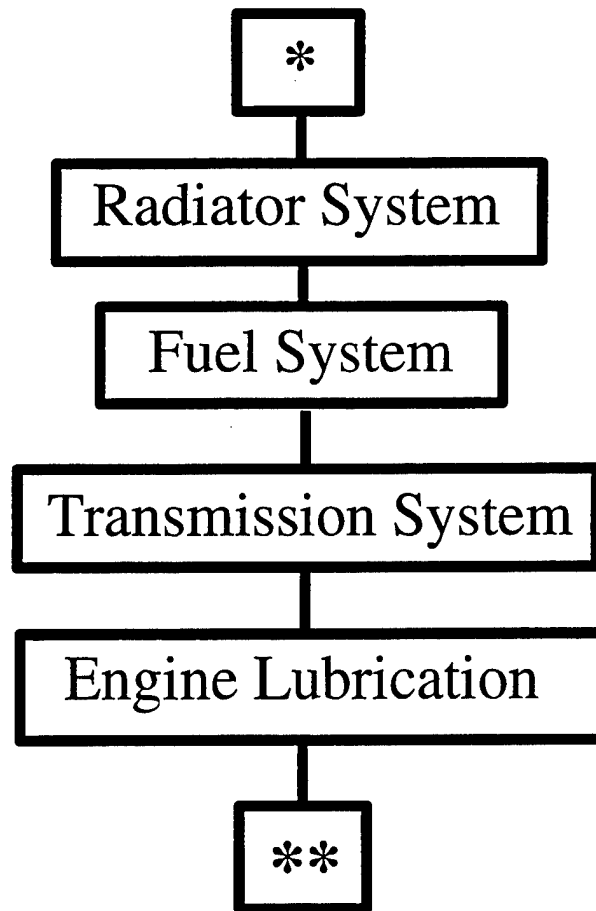 *
Radiator System
Fuel System
Transmission System
Engine Lubrication
**